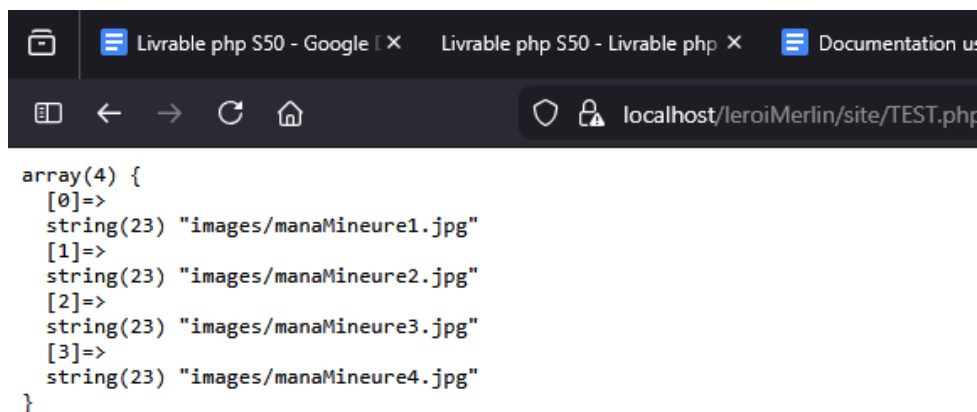 Livrable php S50 - Google
Livrable php S50 - Livrable php
Documentation
localhost/leroiMerlin/site/TEST.php
array(4) {
[0]=>
string(23) "images/manaMineure1.jpg"
[1]=>
string(23) "images/manaMineure2.jpg"
[2]=>
string(23) "images/manaMineure3.jpg"
[3]=>
string(23) "images/manaMineure4.jpg"
}